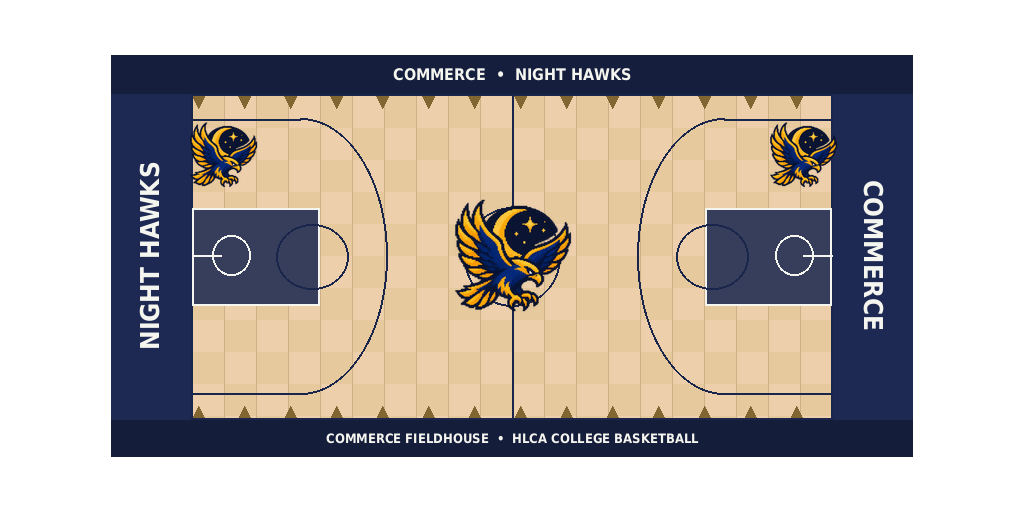 COMMERCE • NIGHT HAWKS
NIGHT HAWKS
COMMERCE
COMMERCE FIELDHOUSE • HLCA COLLEGE BASKETBALL